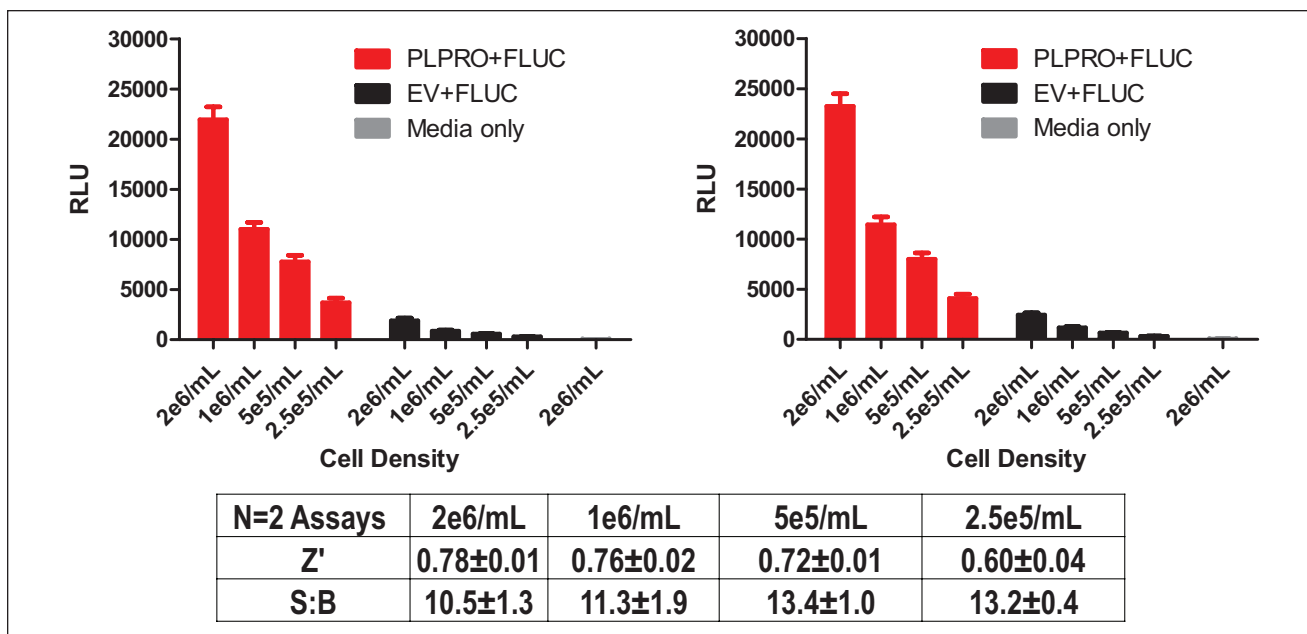 30000
25000
20000
15000
10000
5000
0
RLU
PLPRO+FLUC
EV+FLUC
Media only
2e6/mL
1e6/mL
5e5/mL
2.5e5/mL
2e6/mL
1e6/mL
5e5/mL
2.5e5/mL
2e6/mL
Cell Density
30000
25000
20000
15000
10000
5000
0
RLU
PLPRO+FLUC
EV+FLUC
Media only
2e6/mL
1e6/mL
5e5/mL
2.5e5/mL
2e6/mL
1e6/mL
5e5/mL
2.5e5/mL
2e6/mL
Cell Density
N=2 Assays 2e6/mL 1e6/mL 5e5/mL 2.5e5/mL
Z' 0.78±0.01 0.76±0.02 0.72±0.01 0.60±0.04
S:B 10.5±1.3 11.3±1.9 13.4±1.0 13.2±0.4